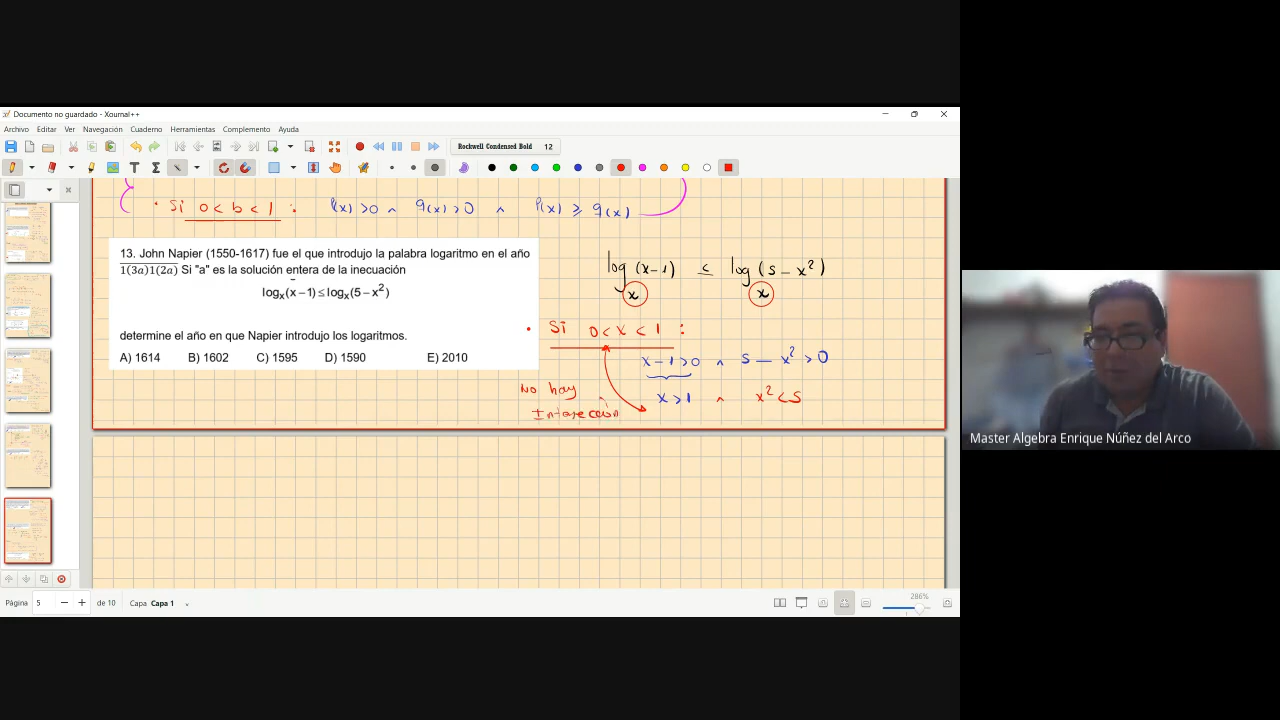 Documento no guardado - Xournal++
Archivo Editar Ver Navegación Cuaderno Herramientas Complemento Ayuda
Rockwell Condensed Bold 12
• Si 0 < b < 1 : P(x) > 0 ∧ q(x) > 0 ∧ P(x) ≥ q(x)
13. John Napier (1550-1617) fue el que introdujo la palabra logaritmo en el año
1(3a)1(2a) Si "a" es la solución entera de la inecuación
logx(x − 1) ≤ logx(5 − x²)
determine el año en que Napier introdujo los logaritmos.
A) 1614 B) 1602 C) 1595 D) 1590 E) 2010
logx (x−1) ≤ logx (5 − x²)
• Si 0 < x < 1 :
x − 1 > 0 ∧ 5 − x² > 0
No hay
Intersección
x > 1 ∧ x² < 5
Master Algebra Enrique Núñez del Arco
Página 5 de 10 Capa Capa 1
286%